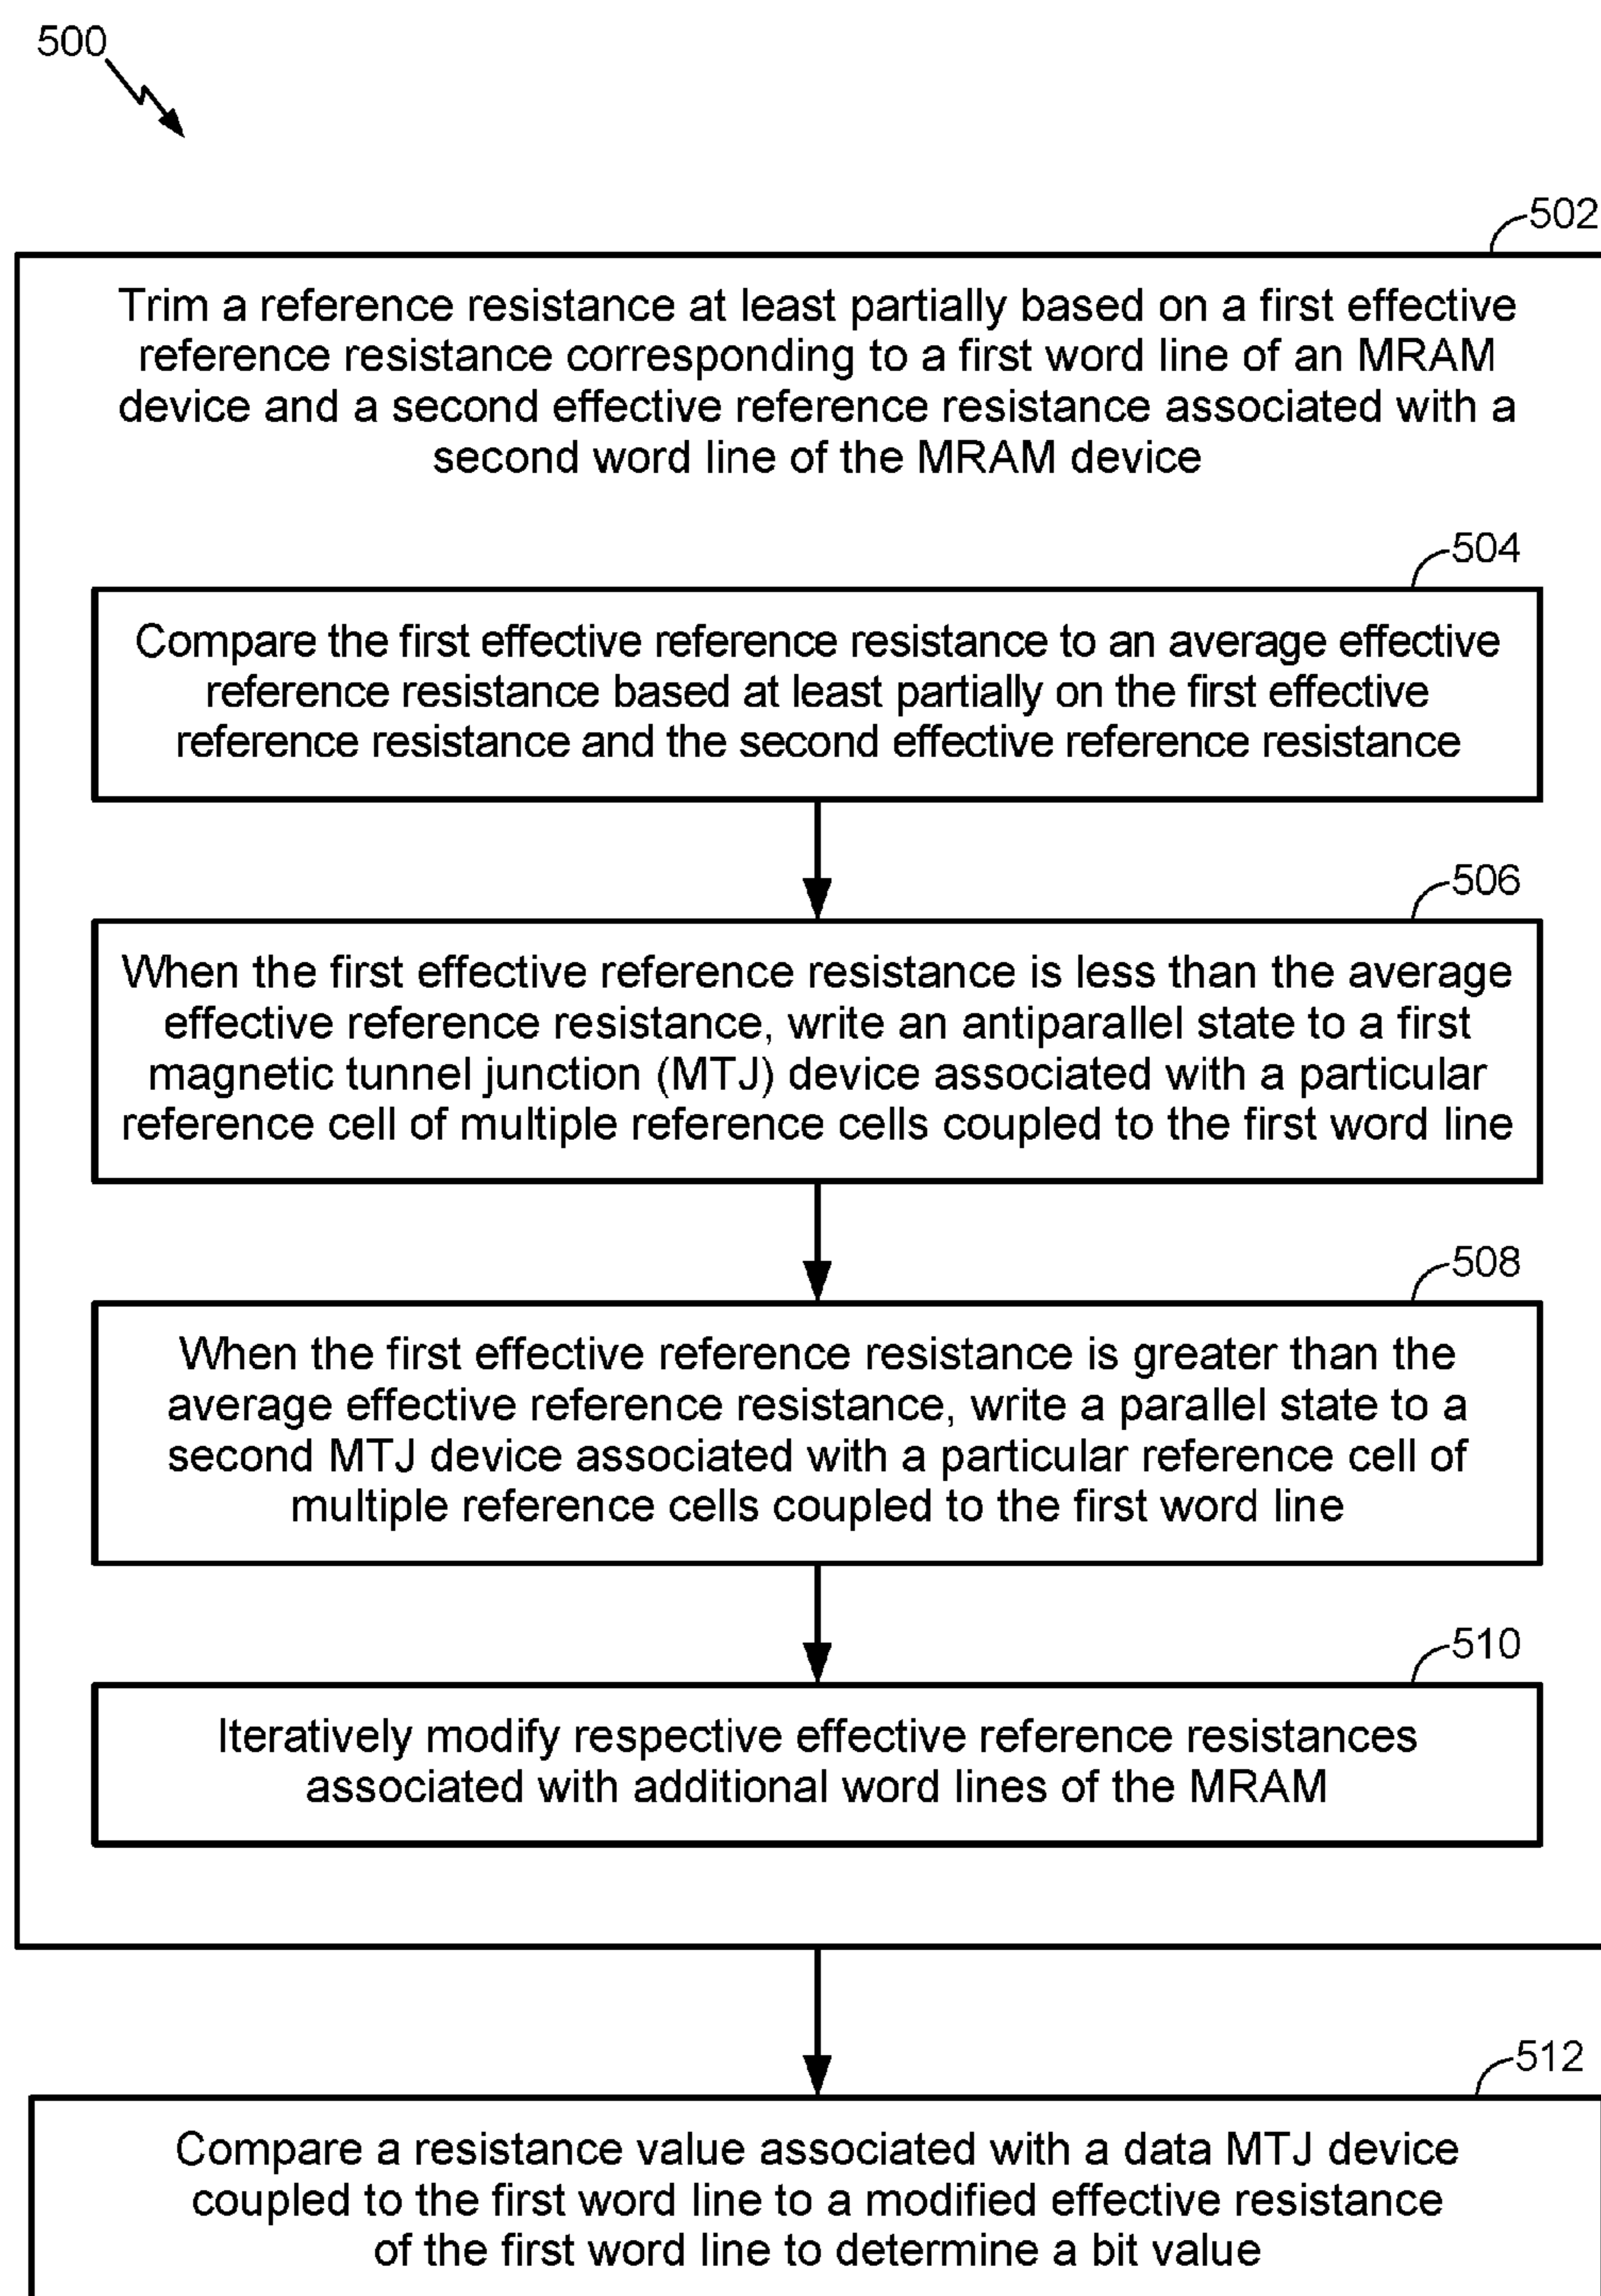 500
502
Trim a reference resistance at least partially based on a first effective
reference resistance corresponding to a first word line of an MRAM
device and a second effective reference resistance associated with a
second word line of the MRAM device
504
Compare the first effective reference resistance to an average effective
reference resistance based at least partially on the first effective
reference resistance and the second effective reference resistance
506
When the first effective reference resistance is less than the average
effective reference resistance, write an antiparallel state to a first
magnetic tunnel junction (MTJ) device associated with a particular
reference cell of multiple reference cells coupled to the first word line
508
When the first effective reference resistance is greater than the
average effective reference resistance, write a parallel state to a
second MTJ device associated with a particular reference cell of
multiple reference cells coupled to the first word line
510
Iteratively modify respective effective reference resistances
associated with additional word lines of the MRAM
512
Compare a resistance value associated with a data MTJ device
coupled to the first word line to a modified effective resistance
of the first word line to determine a bit value